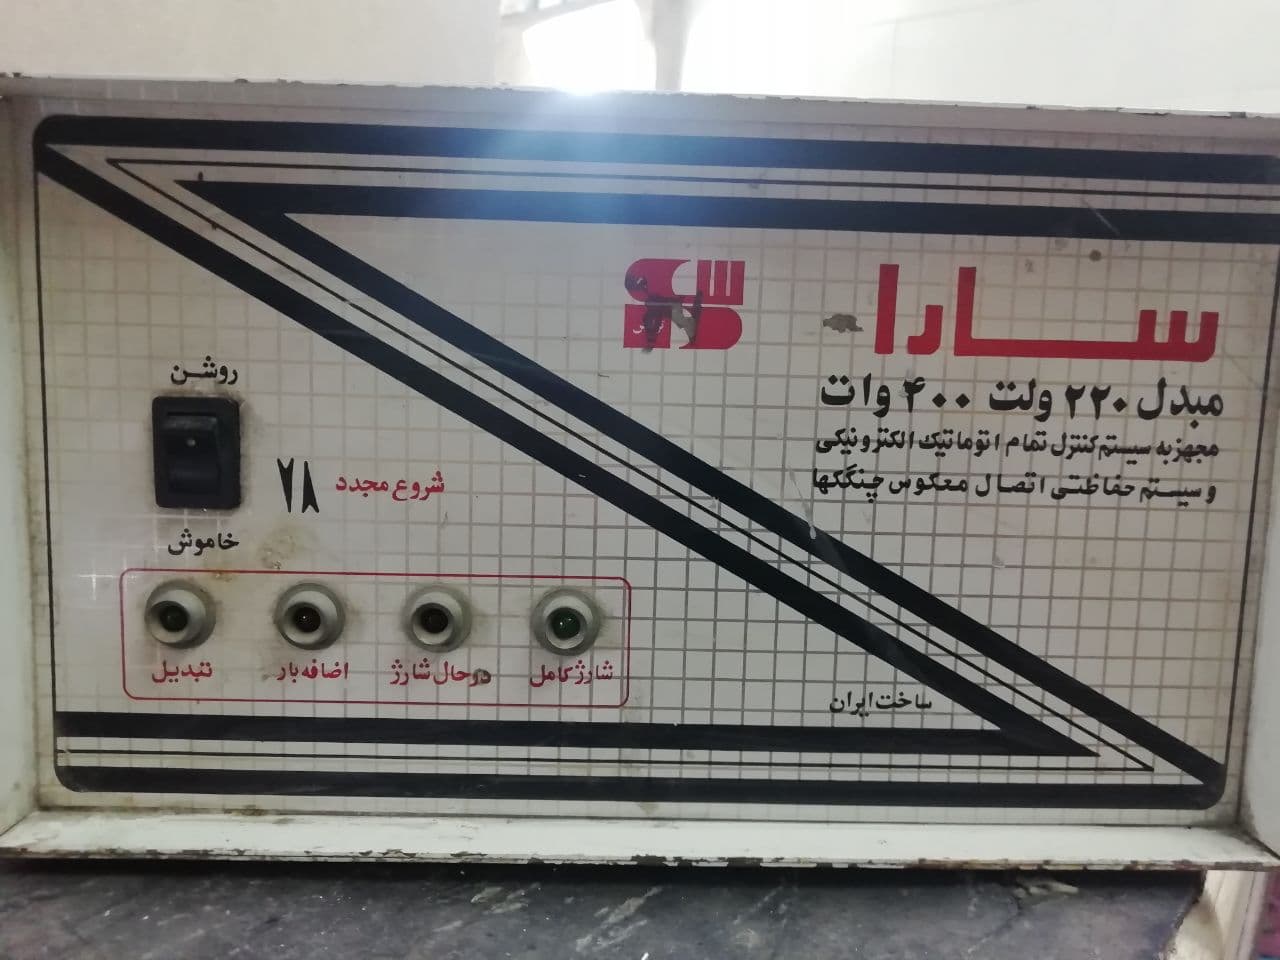 سارا
مبدل ۲۲۰ ولت ۴۰۰ وات
مجهز به سیستم کنترل تمام اتوماتیک الکترونیکی
و سیستم حفاظتی اتصال معکوس چنگکها
روشن
شروع مجدد ۷۸
خاموش
شارژ کامل
در حال شارژ
اضافه بار
تبدیل
ساخت ایران